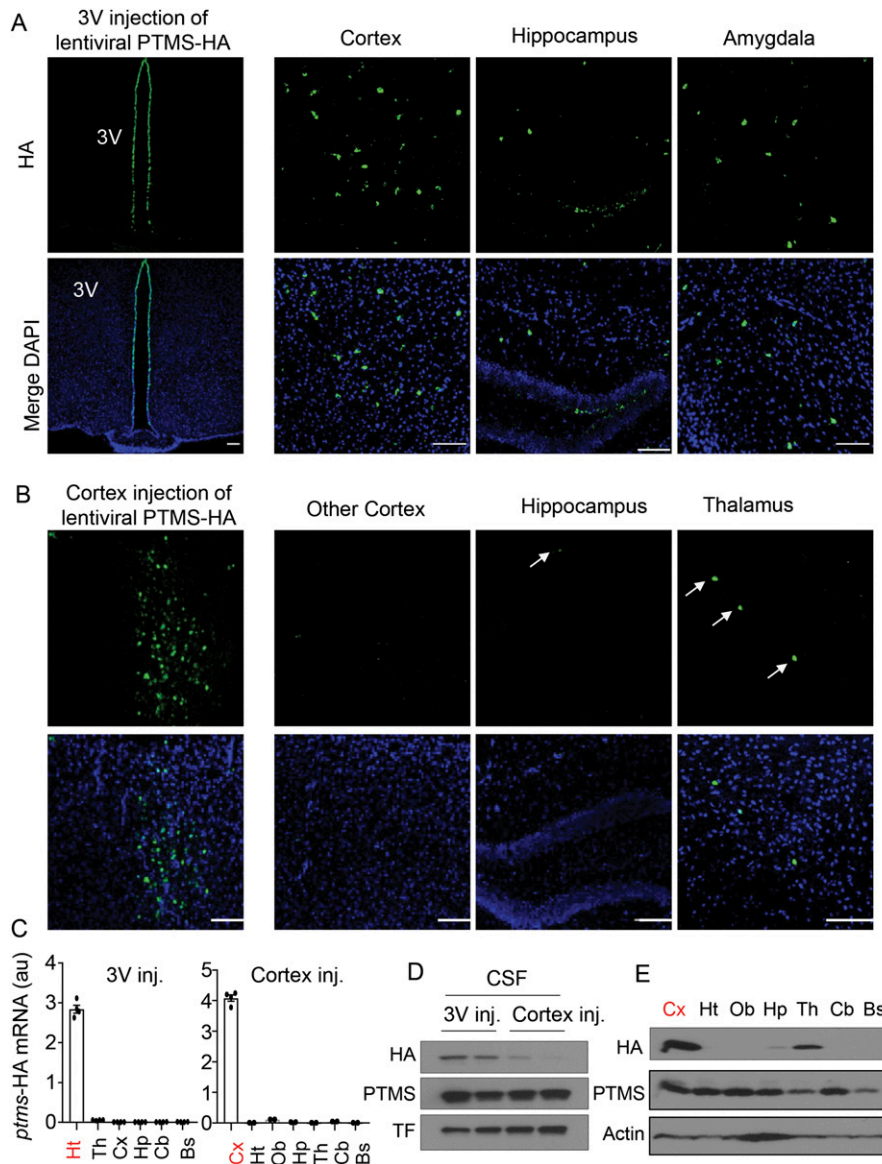 A
3V injection of
lentiviral PTMS-HA
Cortex
Hippocampus
Amygdala
HA
3V
Merge DAPI
3V
B
Cortex injection of
lentiviral PTMS-HA
Other Cortex
Hippocampus
Thalamus
C
ptms-HA mRNA (au)
3V inj.
4
3
2
1
0
Ht Th Cx Hp Cb Bs
Cortex inj.
5
4
3
2
1
0
Cx Ht Ob Hp Th Cb Bs
D
CSF
3V inj. Cortex inj.
HA
PTMS
TF
E
Cx Ht Ob Hp Th Cb Bs
HA
PTMS
Actin